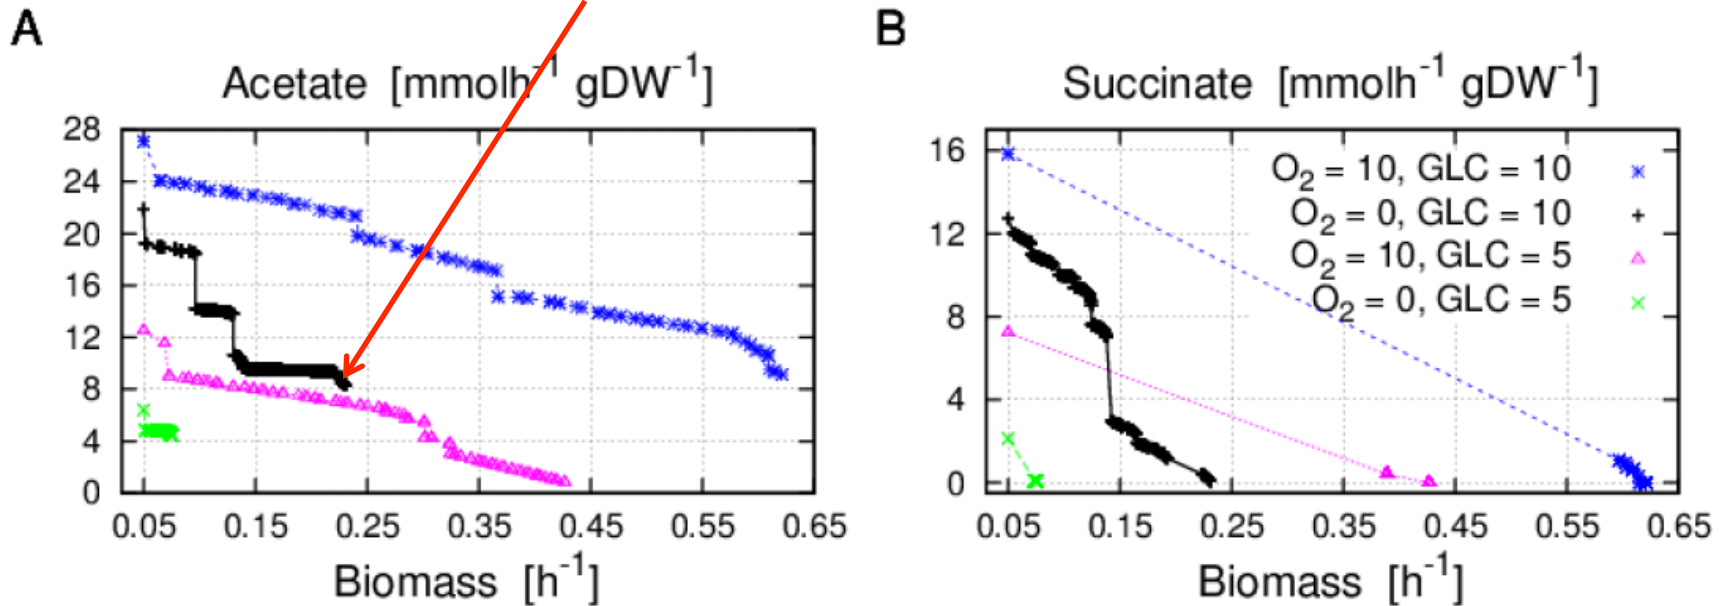 A
Acetate [mmolh⁻¹ gDW⁻¹]
28
24
20
16
12
8
4
0
0.05 0.15 0.25 0.35 0.45 0.55 0.65
Biomass [h⁻¹]
B
Succinate [mmolh⁻¹ gDW⁻¹]
16
12
8
4
0
O₂ = 10, GLC = 10
O₂ = 0, GLC = 10
O₂ = 10, GLC = 5
O₂ = 0, GLC = 5
0.05 0.15 0.25 0.35 0.45 0.55 0.65
Biomass [h⁻¹]